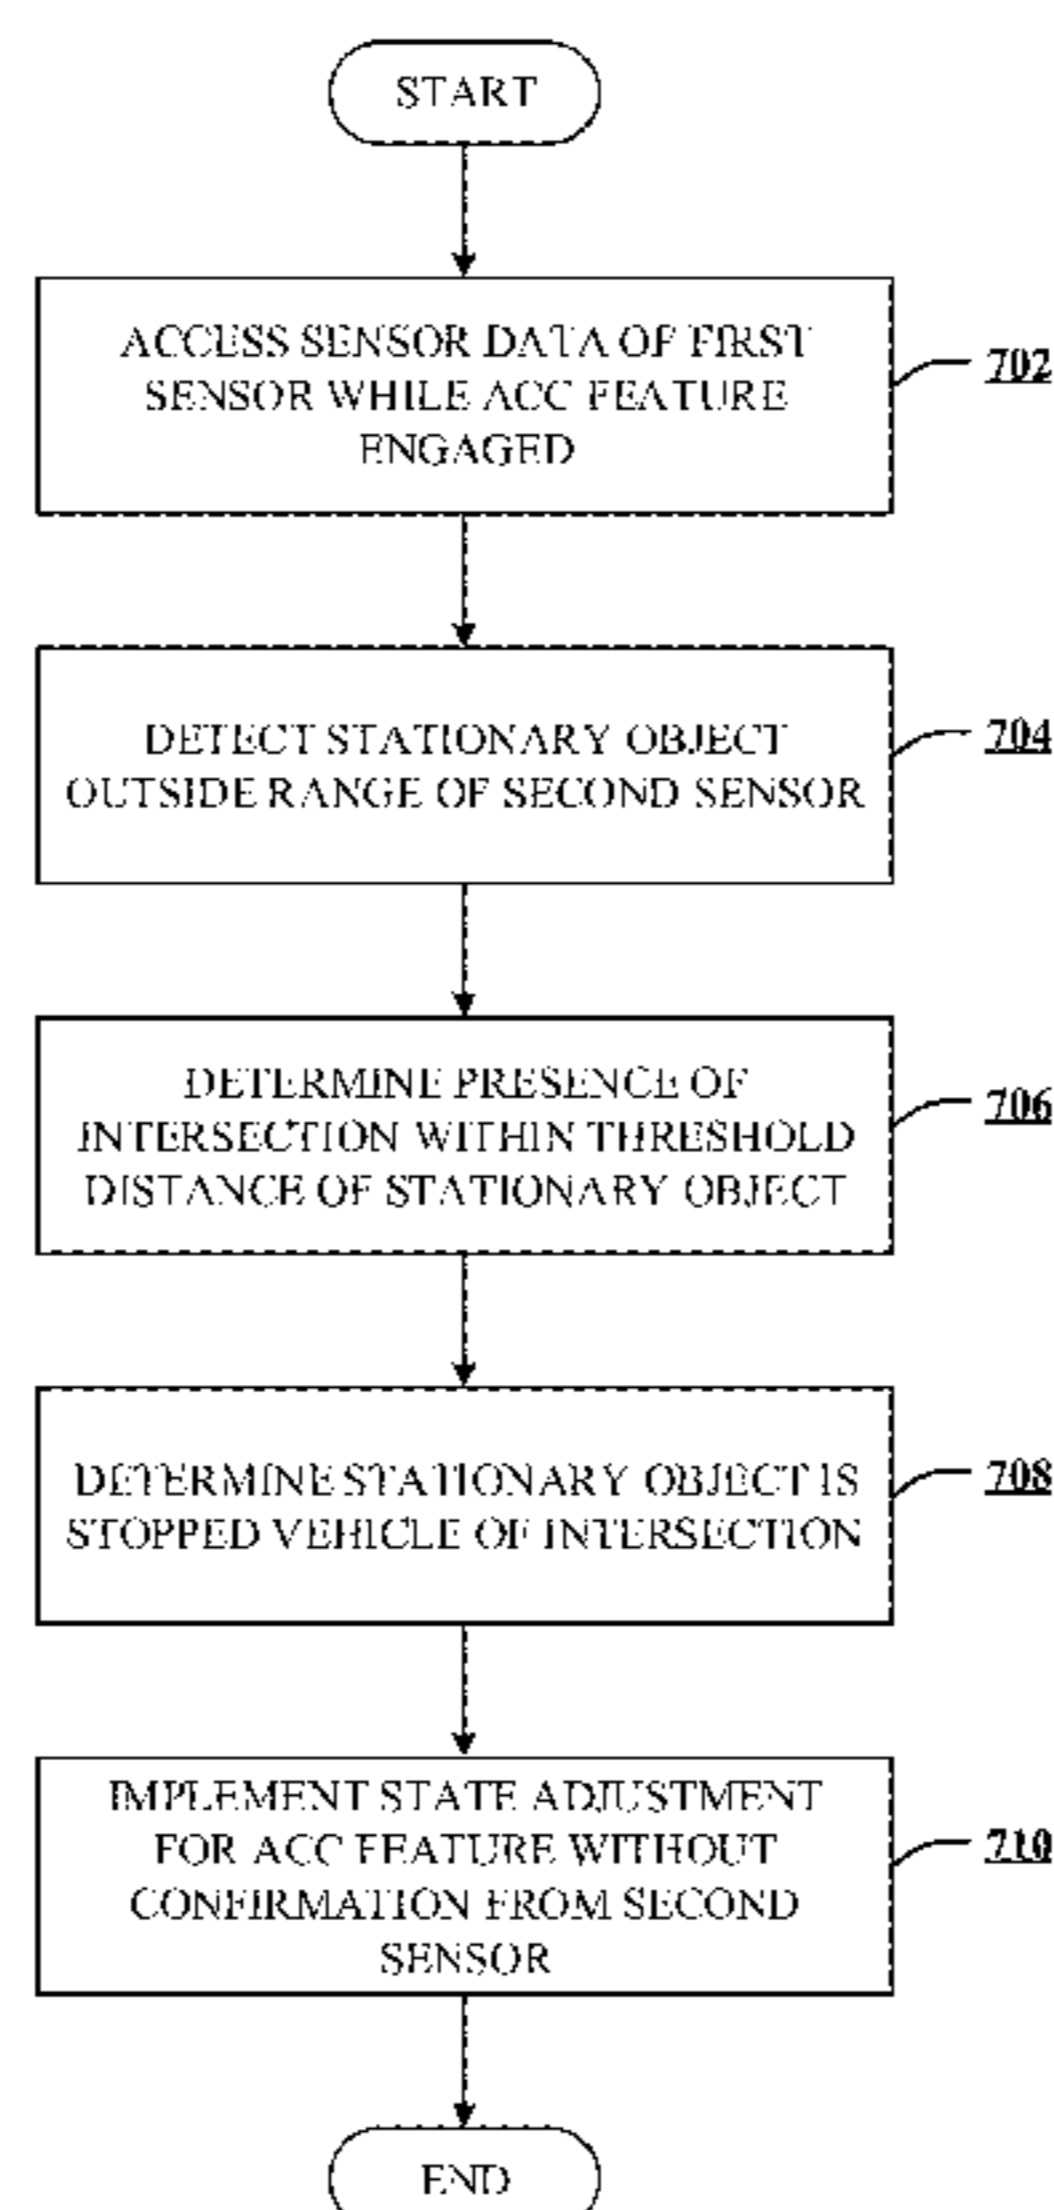 START
ACCESS SENSOR DATA OF FIRST
SENSOR WHILE ACC FEATURE
ENGAGED
702
DETECT STATIONARY OBJECT
OUTSIDE RANGE OF SECOND SENSOR
704
DETERMINE PRESENCE OF
INTERSECTION WITHIN THRESHOLD
DISTANCE OF STATIONARY OBJECT
706
DETERMINE STATIONARY OBJECT IS
STOPPED VEHICLE OF INTERSECTION
708
IMPLEMENT STATE ADJUSTMENT
FOR ACC FEATURE WITHOUT
CONFIRMATION FROM SECOND
SENSOR
710
END